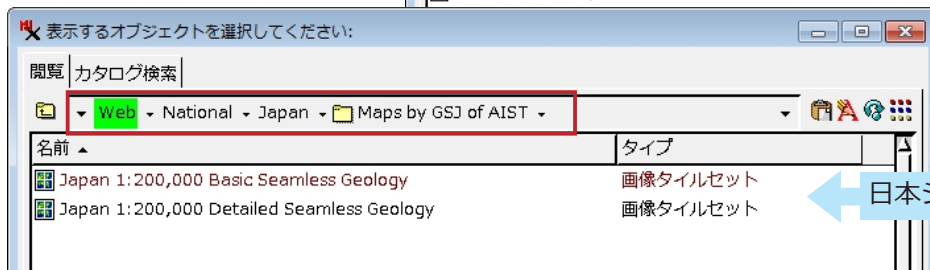 表示するオブジェクトを選択してください:
閲覧 カタログ検索
Web National Japan Maps by GSJ of AIST
名前 タイプ
Japan 1:200,000 Basic Seamless Geology 画像タイルセット
Japan 1:200,000 Detailed Seamless Geology 画像タイルセット
日本シ